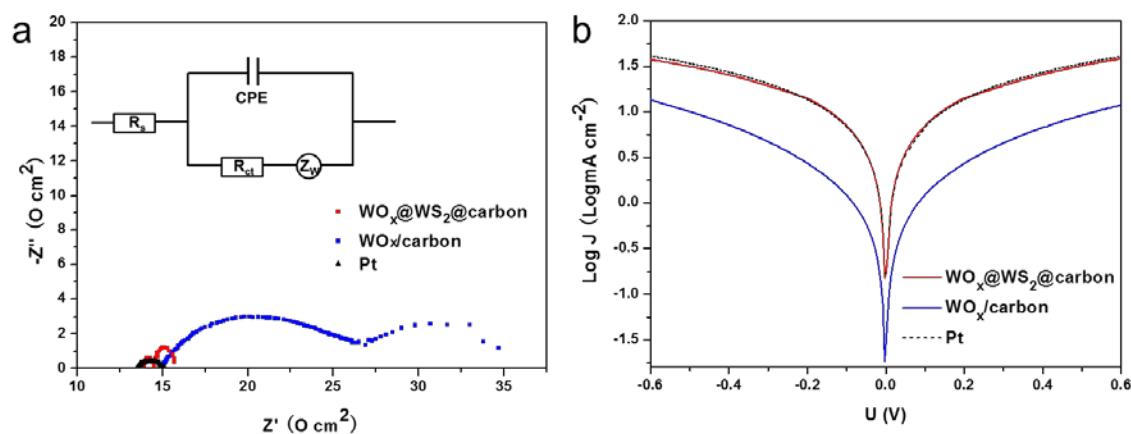 a
20
18
16
14
12
10
8
6
4
2
0
-Z'' (O cm2)
CPE
Rs
Rct
Zw
WOx@WS2@carbon
WOx/carbon
Pt
10 15 20 25 30 35
Z' (O cm2)
b
2.0
1.5
1.0
0.5
0.0
-0.5
-1.0
-1.5
Log J (LogmA cm-2)
WOx@WS2@carbon
WOx/carbon
Pt
-0.6 -0.4 -0.2 0.0 0.2 0.4 0.6
U (V)